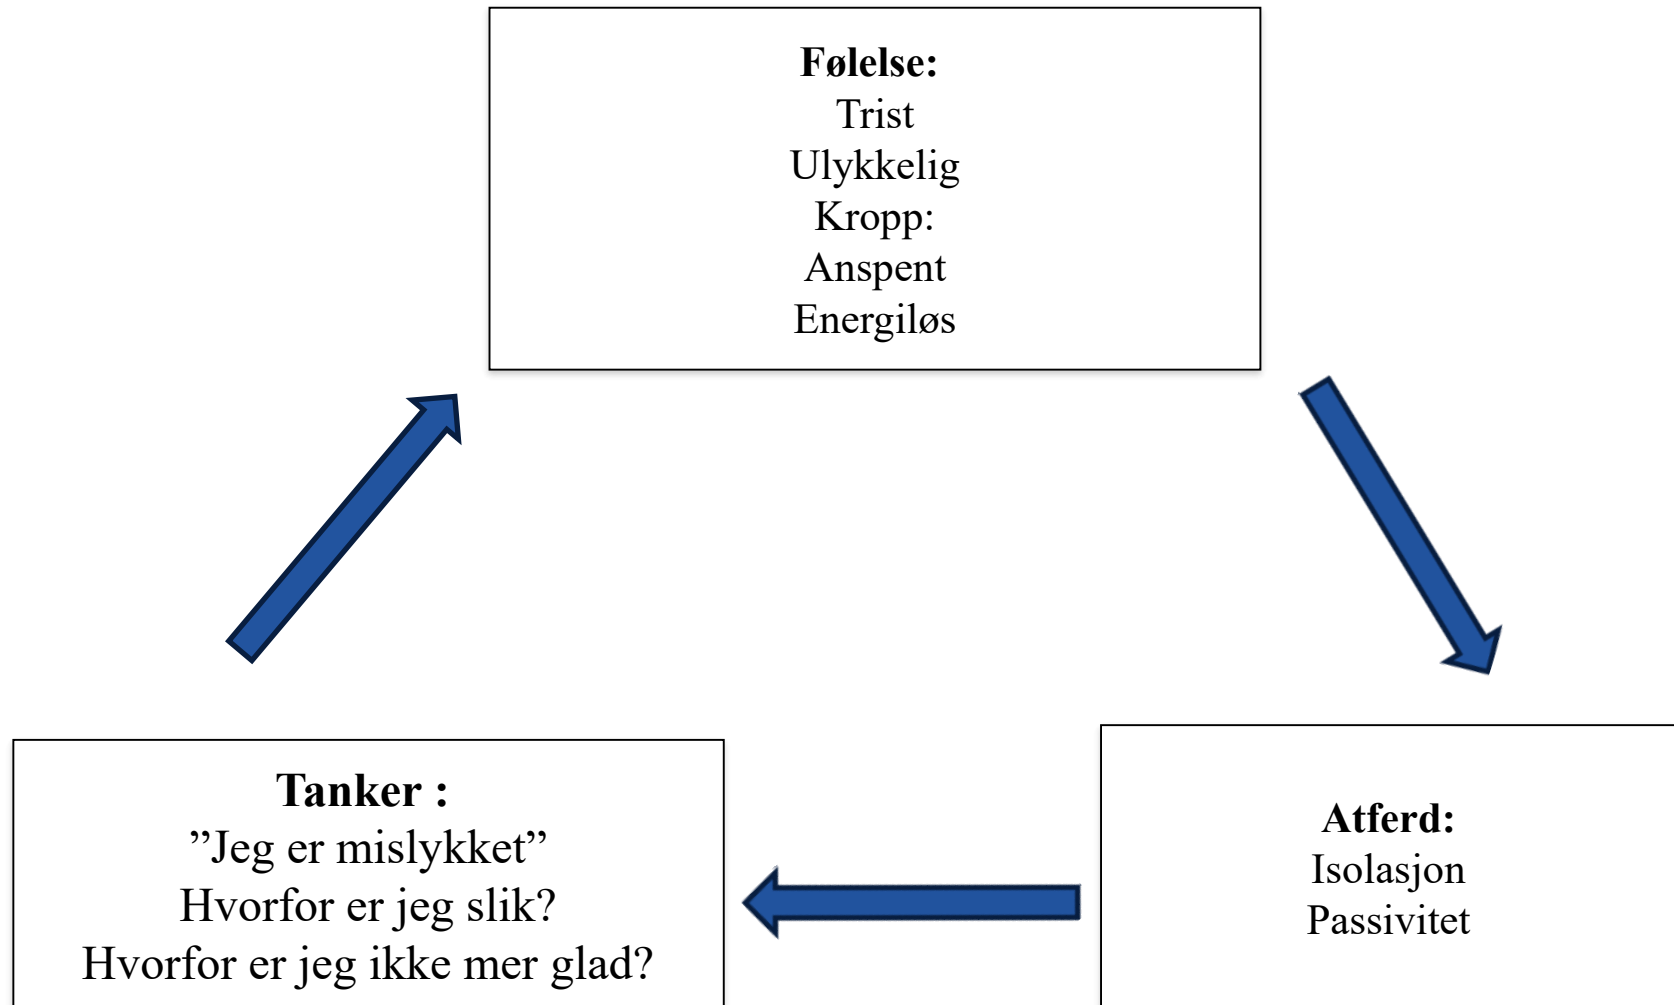 Følelse:
Trist
Ulykkelig
Kropp:
Anspent
Energiløs
Tanker :
”Jeg er mislykket”
Hvorfor er jeg slik?
Hvorfor er jeg ikke mer glad?
Atferd:
Isolasjon
Passivitet